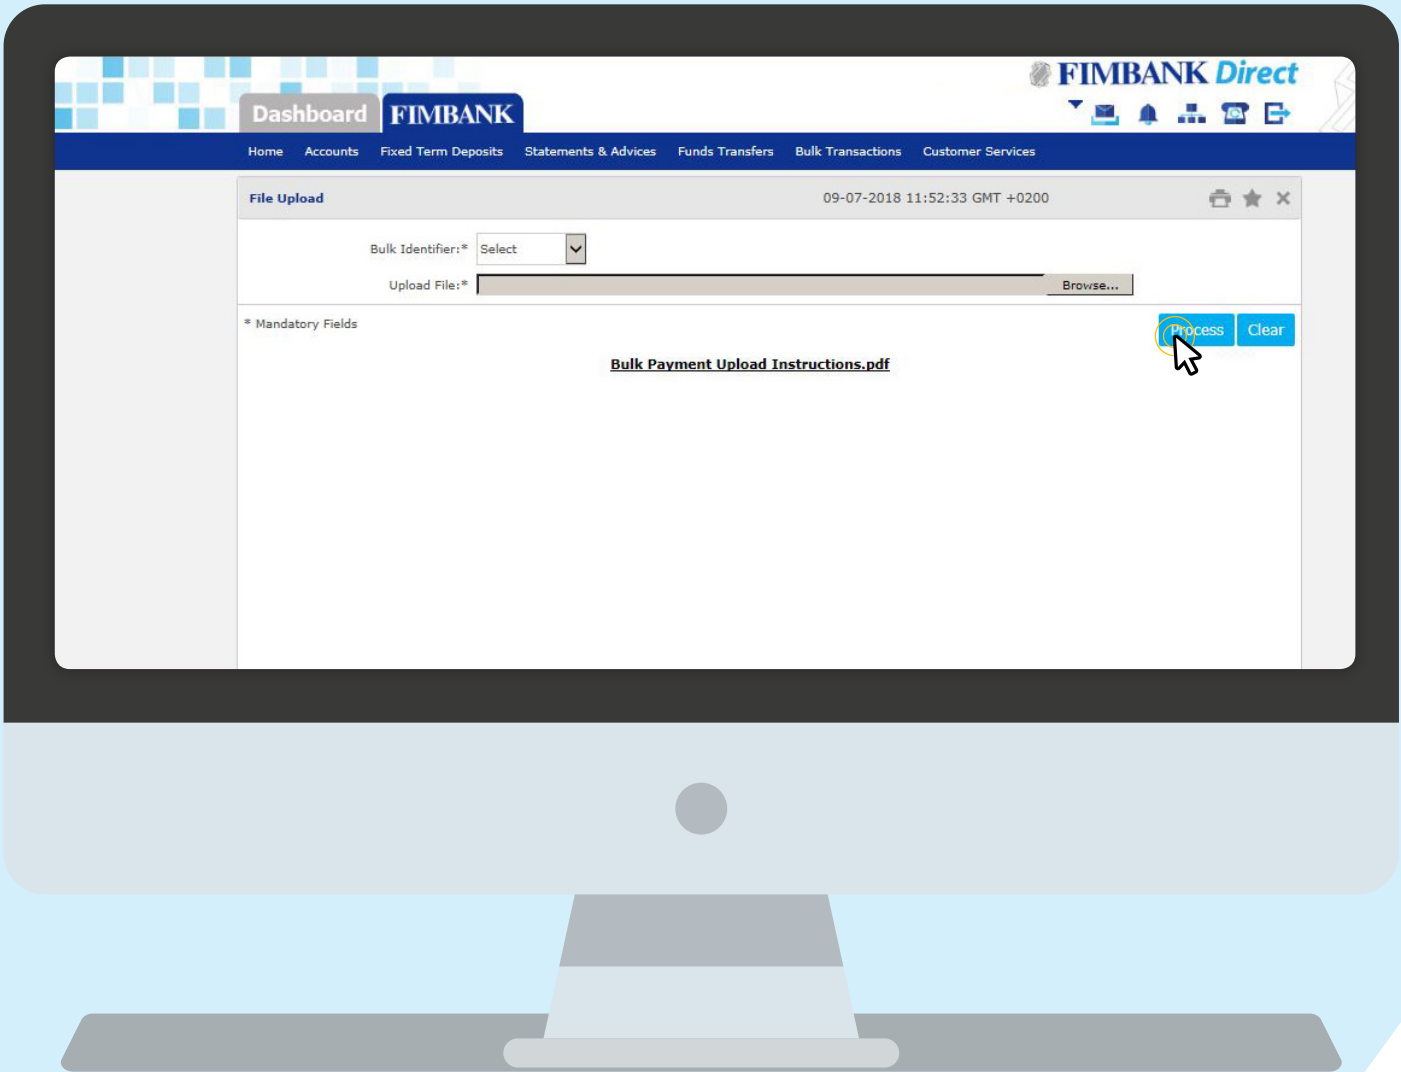 FIMBANK Direct
Dashboard FIMBANK
Home Accounts Fixed Term Deposits Statements & Advices Funds Transfers Bulk Transactions Customer Services
File Upload 09-07-2018 11:52:33 GMT +0200
Bulk Identifier:* Select
Upload File:* Browse...
* Mandatory Fields Process Clear
Bulk Payment Upload Instructions.pdf